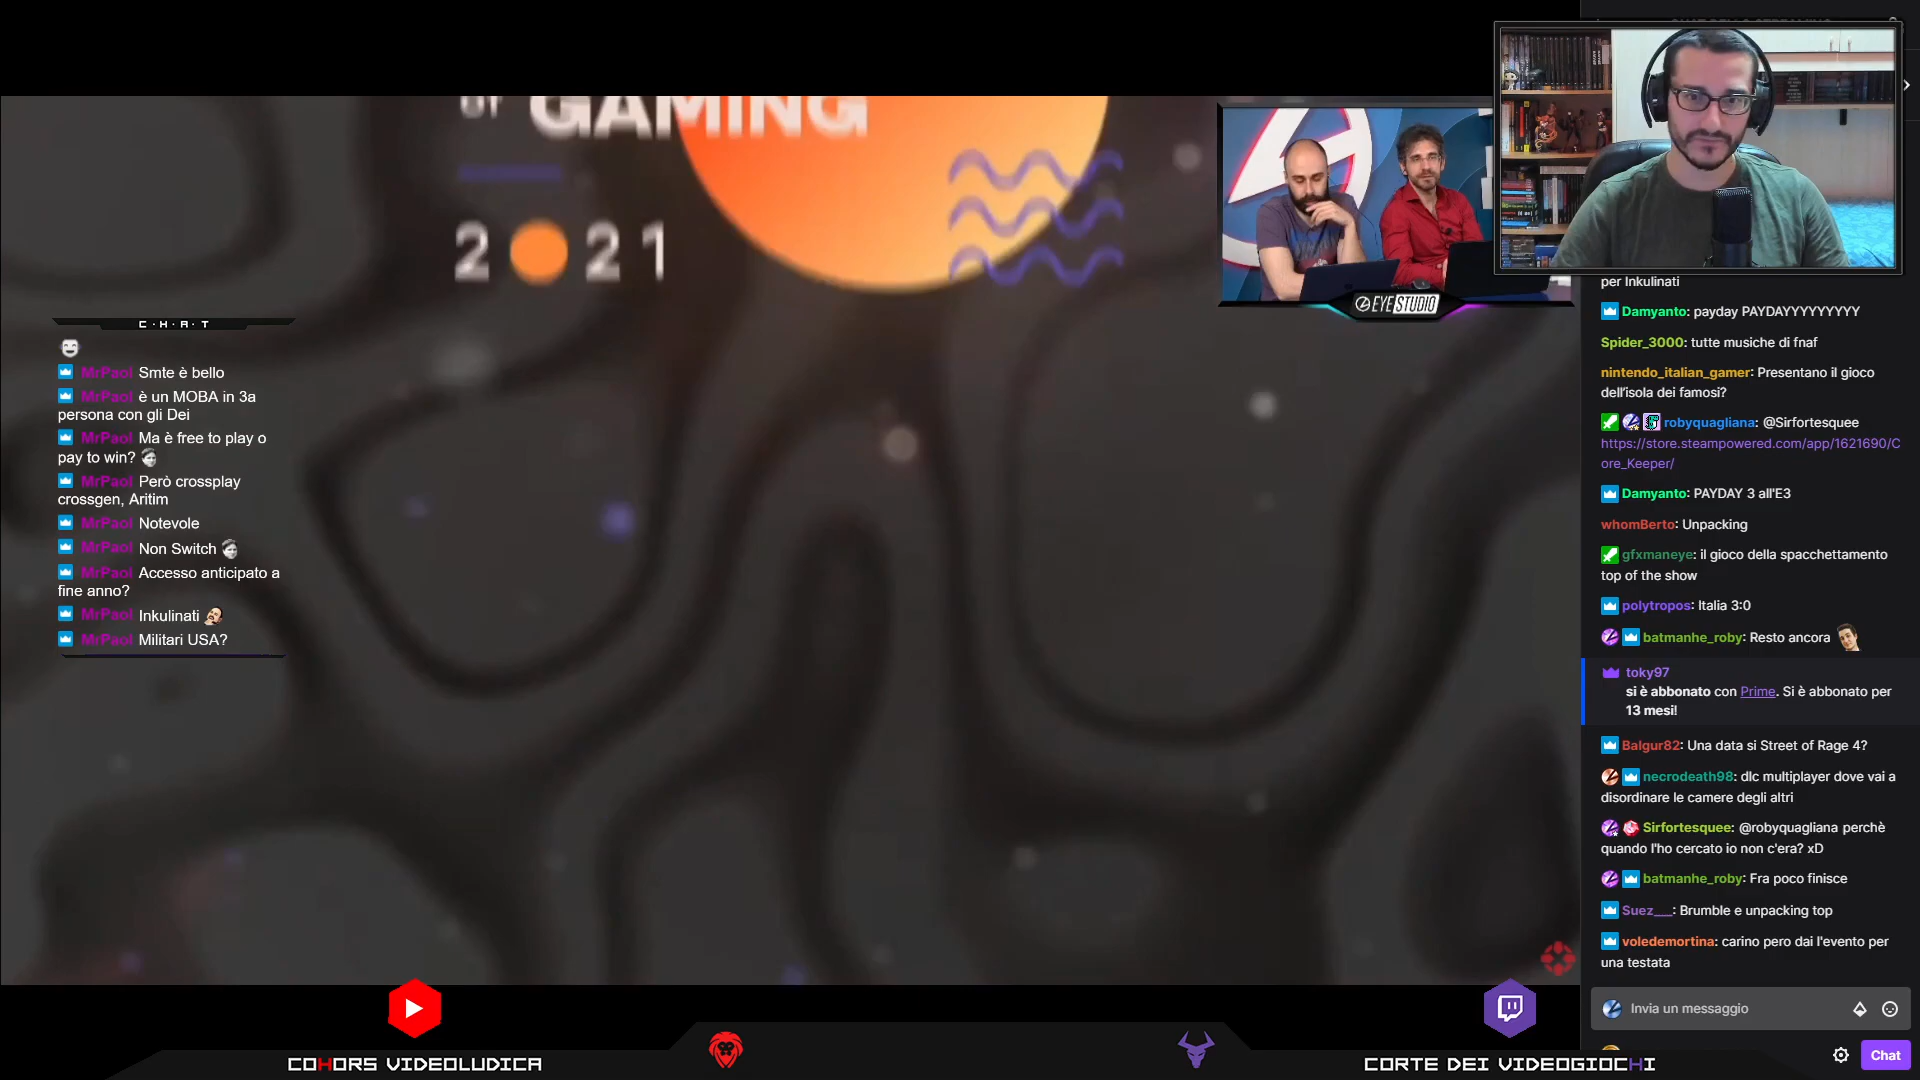 OF GAMING
2 21
EYESTUDIO
C·H·A·T
MrPaol Smte è bello
MrPaol è un MOBA in 3a
persona con gli Dei
MrPaol Ma è free to play o
pay to win?
MrPaol Però crossplay
crossgen, Aritim
MrPaol Notevole
MrPaol Non Switch
MrPaol Accesso anticipato a
fine anno?
MrPaol Inkulinati
MrPaol Militari USA?
per Inkulinati
Damyanto: payday PAYDAYYYYYYYYY
Spider_3000: tutte musiche di fnaf
nintendo_italian_gamer: Presentano il gioco
dell'isola dei famosi?
robyquagliana: @Sirfortesquee
https://store.steampowered.com/app/1621690/C
ore_Keeper/
Damyanto: PAYDAY 3 all'E3
whomBerto: Unpacking
gfxmaneye: il gioco della spacchettamento
top of the show
polytropos: Italia 3:0
batmanhe_roby: Resto ancora
toky97
si è abbonato con Prime. Si è abbonato per
13 mesi!
Balgur82: Una data si Street of Rage 4?
necrodeath98: dlc multiplayer dove vai a
disordinare le camere degli altri
Sirfortesquee: @robyquagliana perchè
quando l'ho cercato io non c'era? xD
batmanhe_roby: Fra poco finisce
Suez___: Brumble e unpacking top
voledemortina: carino pero dai l'evento per
una testata
Invia un messaggio
Chat
COHORS VIDEOLUDICA
CORTE DEI VIDEOGIOCHI